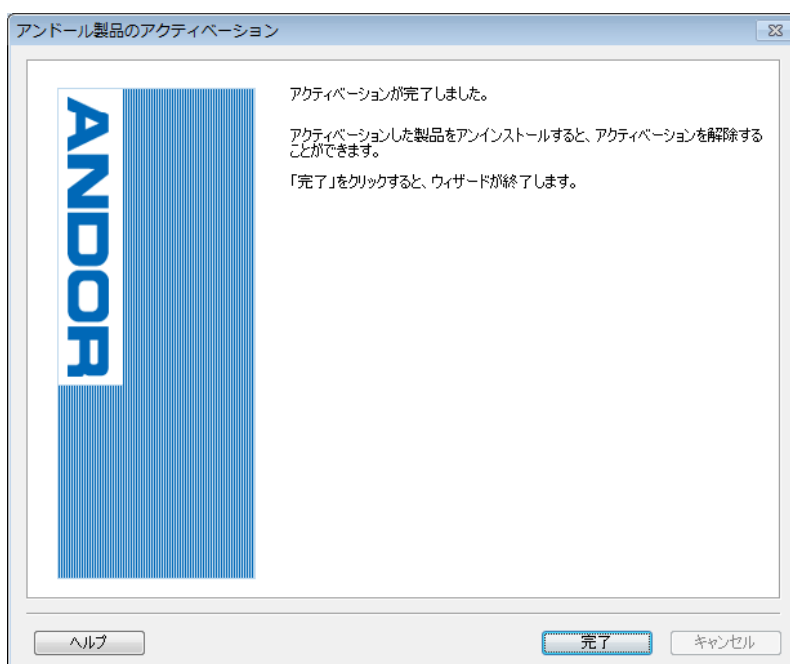 アンドール製品のアクティベーション
ANDOR
アクティベーションが完了しました。
アクティベーションした製品をアンインストールすると、アクティベーションを解除する
ことができます。
「完了」をクリックすると、ウィザードが終了します。
ヘルプ
完了
キャンセル